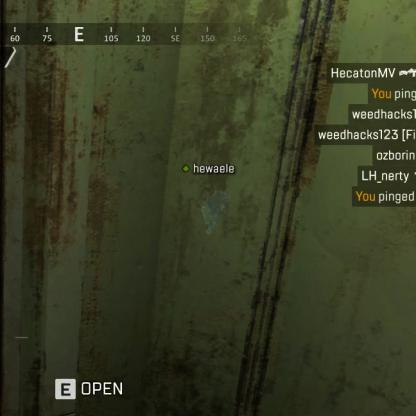 60 75 E 105 120 SE 150 165
HecatonMV
You ping
weedhacks1
weedhacks123 [Fi
hewaele
ozborin
LH_nerty
You pinged
E OPEN